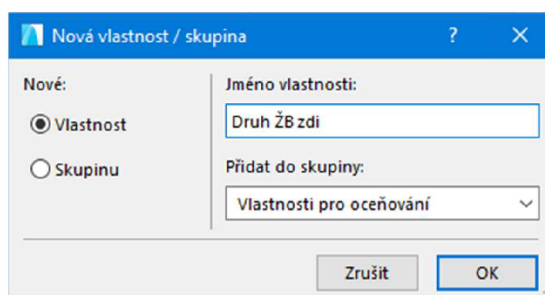 Nová vlastnost / skupina
Nové:
Vlastnost
Skupinu
Jméno vlastnosti:
Druh ŽB zdi
Přidat do skupiny:
Vlastnosti pro oceňování
Zrušit
OK